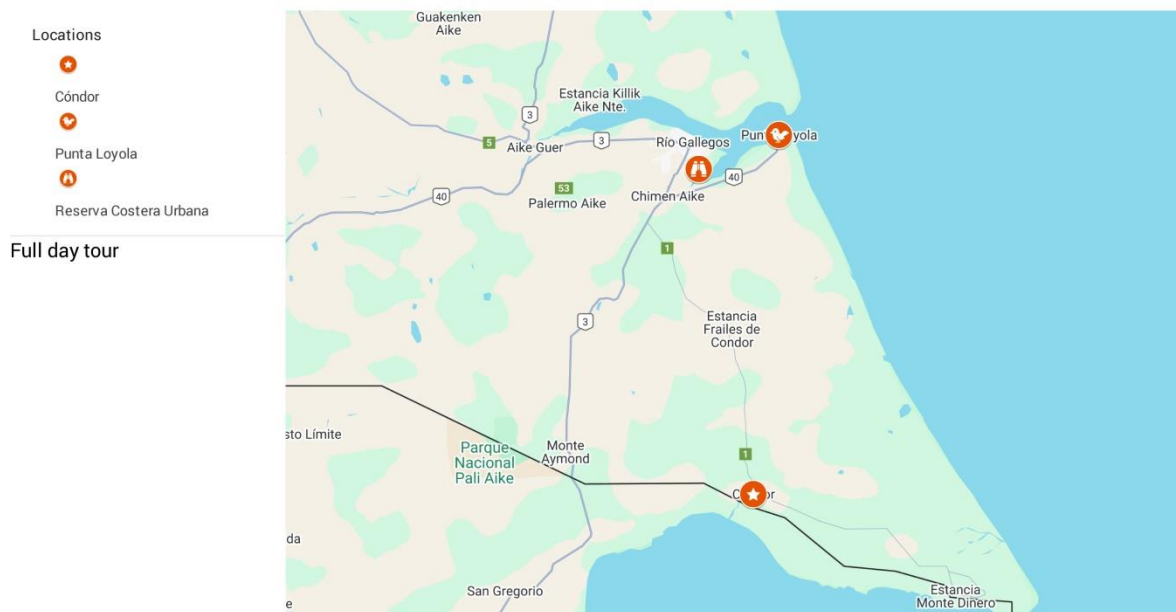 Locations
Cóndor
Punta Loyola
Reserva Costera Urbana
Full day tour
Guakenken
Aike
Estancia Killik
Aike Nte.
3
5
Aike Guer
3
Río Gallegos
40
40
53
Palermo Aike
Chimen Aike
1
3
Estancia
Frailes de
Condor
sto Límite
Parque
Nacional
Pali Aike
Monte
Aymond
1
da
San Gregorio
e
Estancia
Monte Dinero